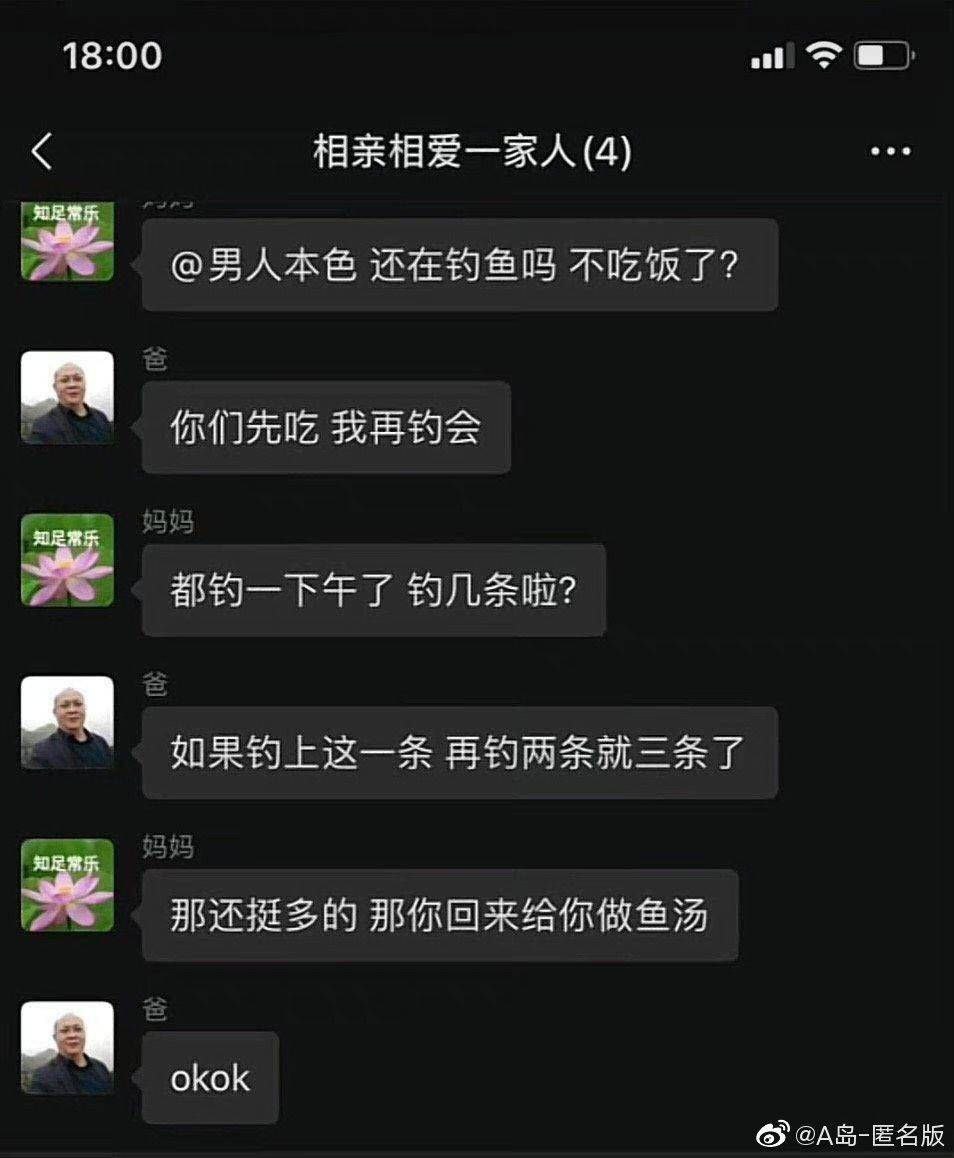 18:00
相亲相爱一家人(4)
知足常乐
妈妈
@男人本色 还在钓鱼吗 不吃饭了?
爸
你们先吃 我再钓会
妈妈
知足常乐
都钓一下午了 钓几条啦?
爸
如果钓上这一条 再钓两条就三条了
妈妈
知足常乐
那还挺多的 那你回来给你做鱼汤
爸
okok
@A岛-匿名版